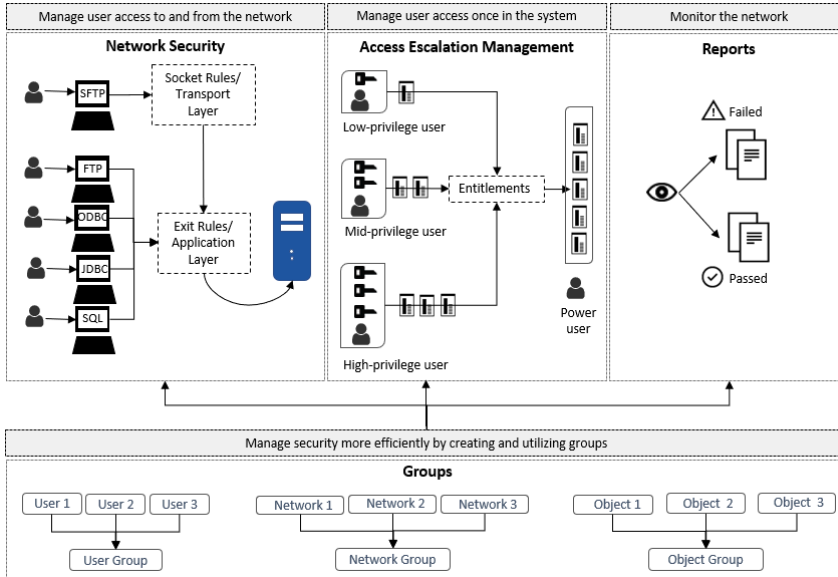 Manage user access to and from the network
Manage user access once in the system
Monitor the network
Network Security
Access Escalation Management
Reports
SFTP
Socket Rules/
Transport
Layer
FTP
ODBC
JDBC
SQL
Exit Rules/
Application
Layer
Low-privilege user
Mid-privilege user
High-privilege user
Entitlements
Power
user
Failed
Passed
Manage security more efficiently by creating and utilizing groups
Groups
User 1
User 2
User 3
User Group
Network 1
Network 2
Network 3
Network Group
Object 1
Object 2
Object 3
Object Group